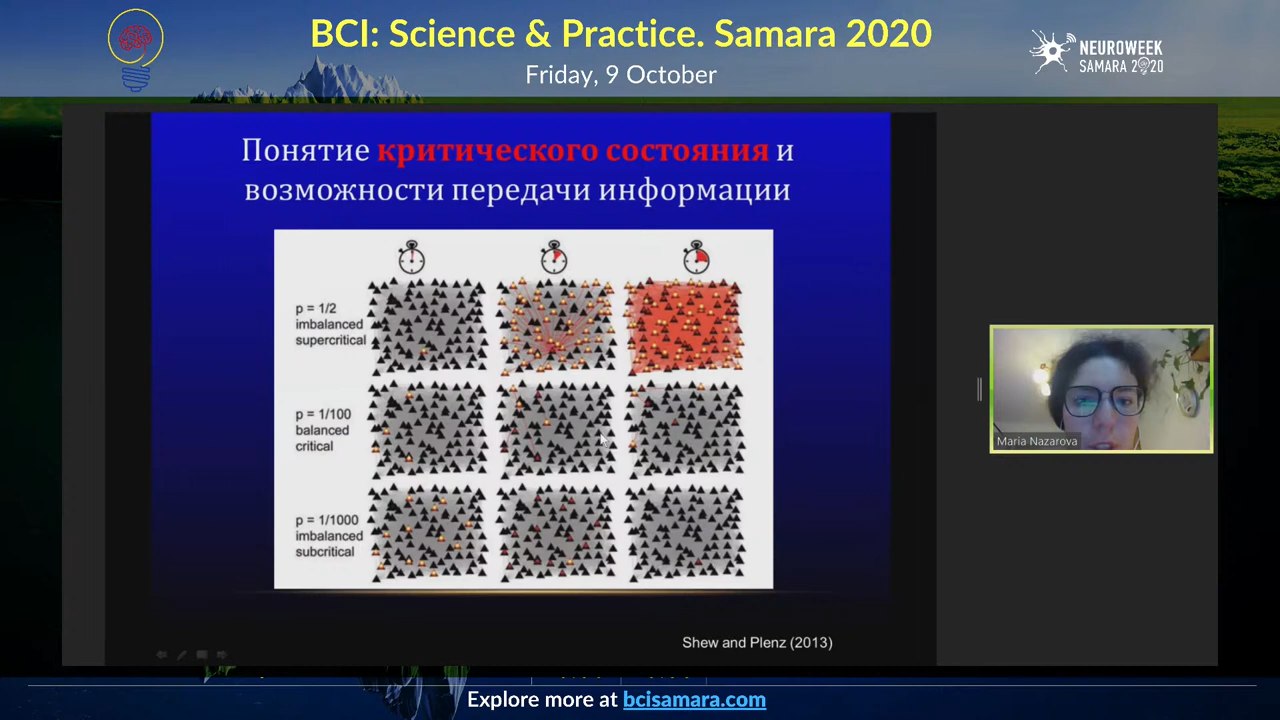 BCI: Science & Practice. Samara 2020
Friday, 9 October
NEUROWEEK
SAMARA 2020
Понятие критического состояния и
возможности передачи информации
p = 1/2
imbalanced
supercritical
p = 1/100
balanced
critical
p = 1/1000
imbalanced
subcritical
Shew and Plenz (2013)
Maria Nazarova
Explore more at bcisamara.com